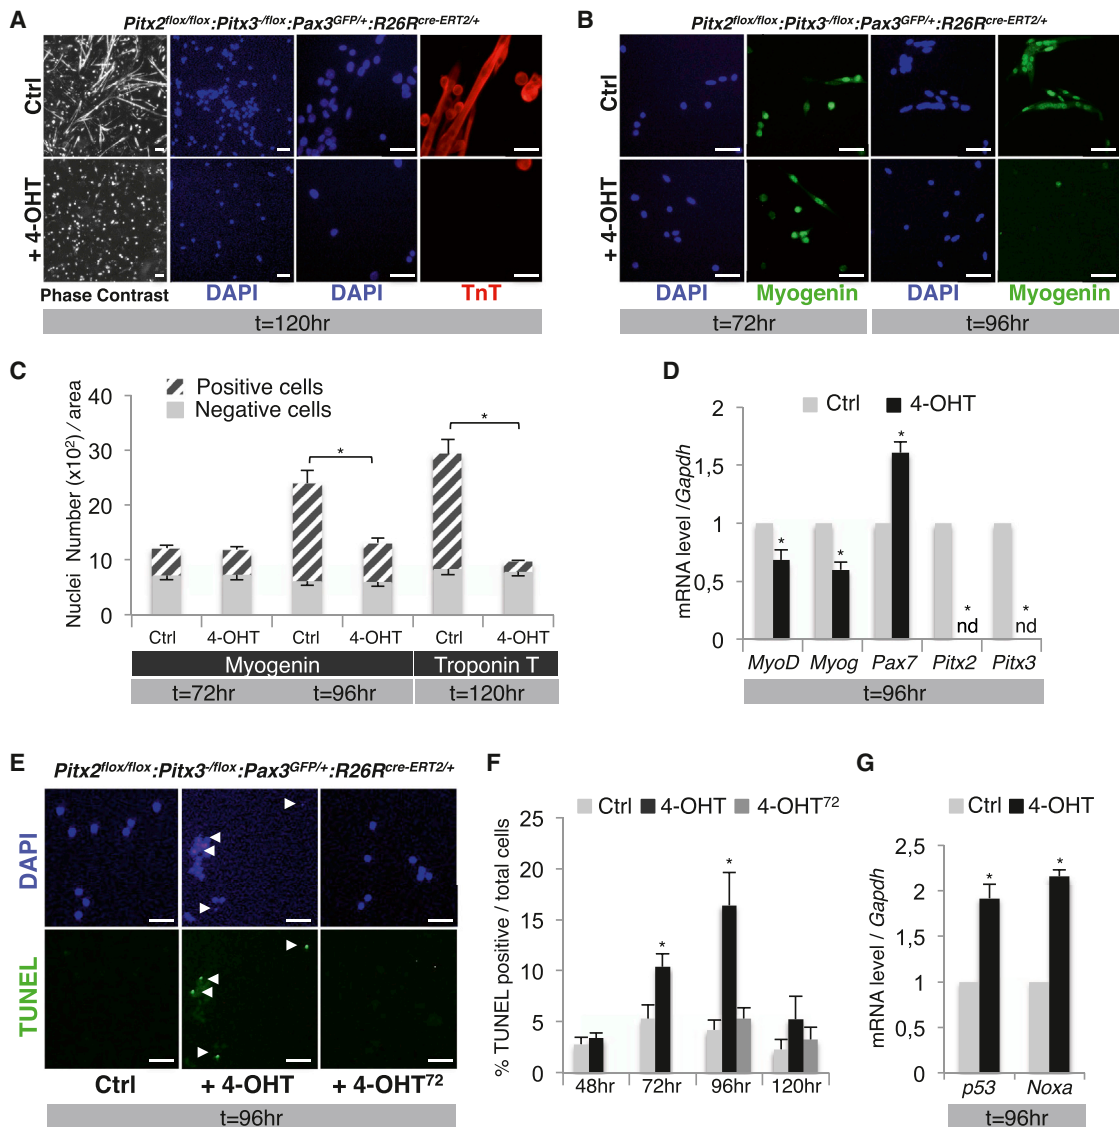 A
Pitx2flox/flox:Pitx3-/flox:Pax3GFP/+:R26Rcre-ERT2/+
Ctrl
+ 4-OHT
Phase Contrast DAPI DAPI TnT
t=120hr
B
Pitx2flox/flox:Pitx3-/flox:Pax3GFP/+:R26Rcre-ERT2/+
Ctrl
+ 4-OHT
DAPI Myogenin DAPI Myogenin
t=72hr t=96hr
C
Positive cells
Negative cells
Nuclei Number (x10²) / area
40
30
20
10
0
*
*
Ctrl 4-OHT Ctrl 4-OHT Ctrl 4-OHT
Myogenin Troponin T
t=72hr t=96hr t=120hr
D
Ctrl 4-OHT
mRNA level /Gapdh
2
1,5
1
0,5
0
* * * * *
nd nd
MyoD Myog Pax7 Pitx2 Pitx3
t=96hr
E
Pitx2flox/flox:Pitx3-/flox:Pax3GFP/+:R26Rcre-ERT2/+
DAPI
TUNEL
Ctrl + 4-OHT + 4-OHT⁷²
t=96hr
F
Ctrl 4-OHT 4-OHT⁷²
% TUNEL positive / total cells
25
20
15
10
5
0
* *
48hr 72hr 96hr 120hr
G
Ctrl 4-OHT
mRNA level / Gapdh
2,5
2
1,5
1
0,5
0
* *
p53 Noxa
t=96hr